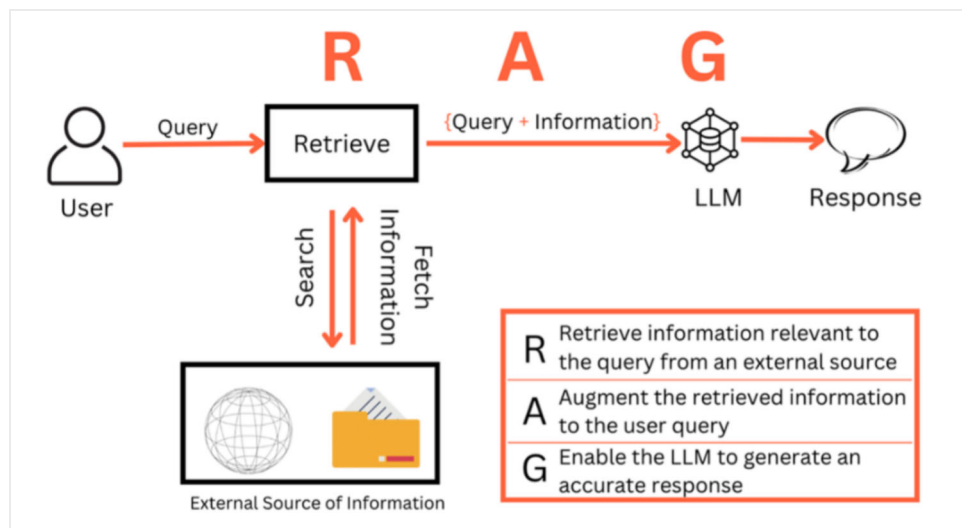 R A G
Query
Retrieve
{Query + Information}
User
LLM
Response
Search
Fetch
Information
R Retrieve information relevant to
the query from an external source
A Augment the retrieved information
to the user query
G Enable the LLM to generate an
accurate response
External Source of Information